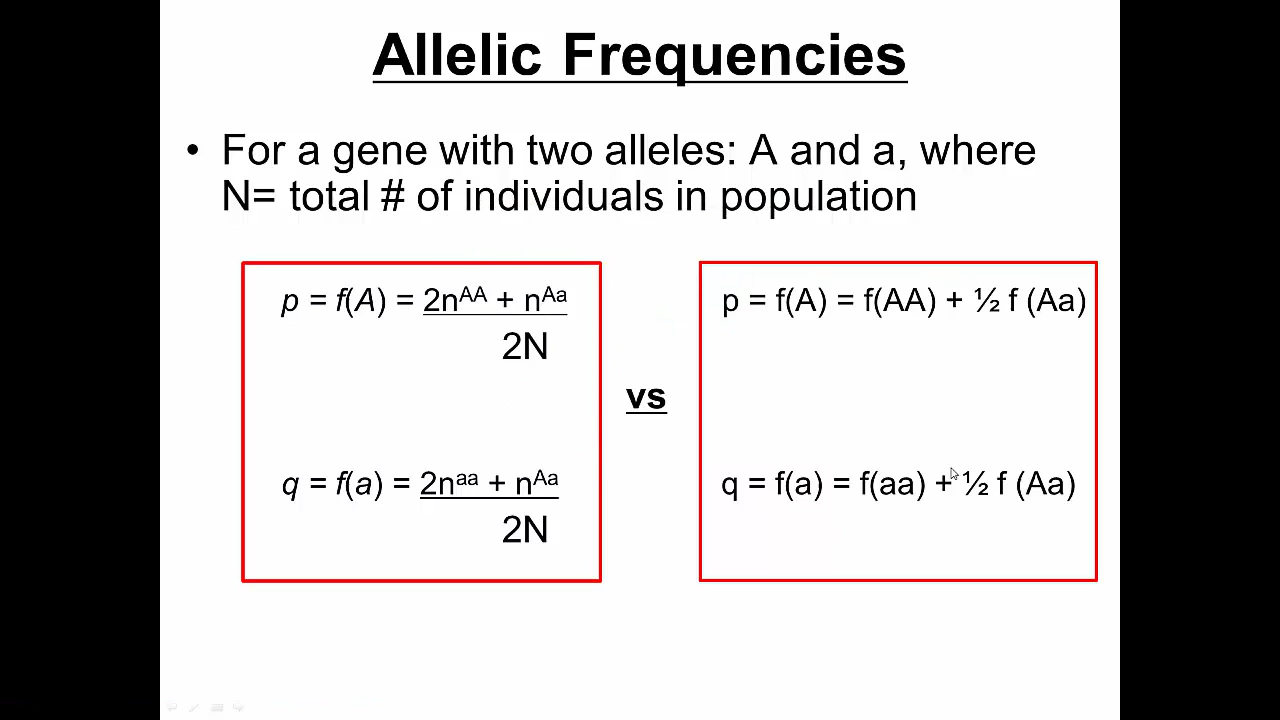 Allelic Frequencies
• For a gene with two alleles: A and a, where
N= total # of individuals in population
p = f(A) = 2nᴬᴬ + nᴬᵃ
2N
q = f(a) = 2nᵃᵃ + nᴬᵃ
2N
vs
p = f(A) = f(AA) + ½ f (Aa)
q = f(a) = f(aa) + ½ f (Aa)